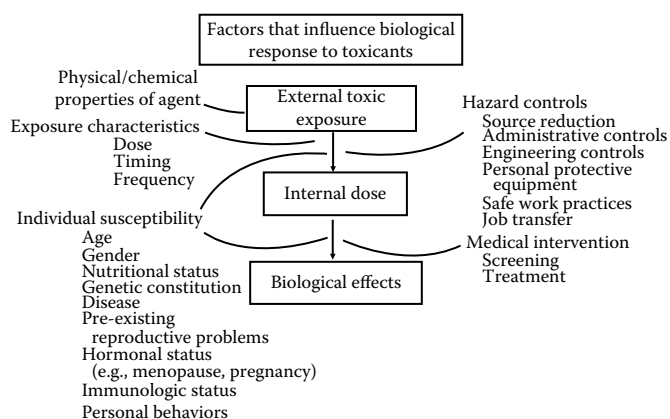 Factors that influence biological
response to toxicants
Physical/chemical
properties of agent
External toxic
exposure
Exposure characteristics
Dose
Timing
Frequency
Hazard controls
Source reduction
Administrative controls
Engineering controls
Personal protective
equipment
Safe work practices
Job transfer
Internal dose
Individual susceptibility
Age
Gender
Nutritional status
Genetic constitution
Disease
Pre-existing
reproductive problems
Hormonal status
(e.g., menopause, pregnancy)
Immunologic status
Personal behaviors
Medical intervention
Screening
Treatment
Biological effects